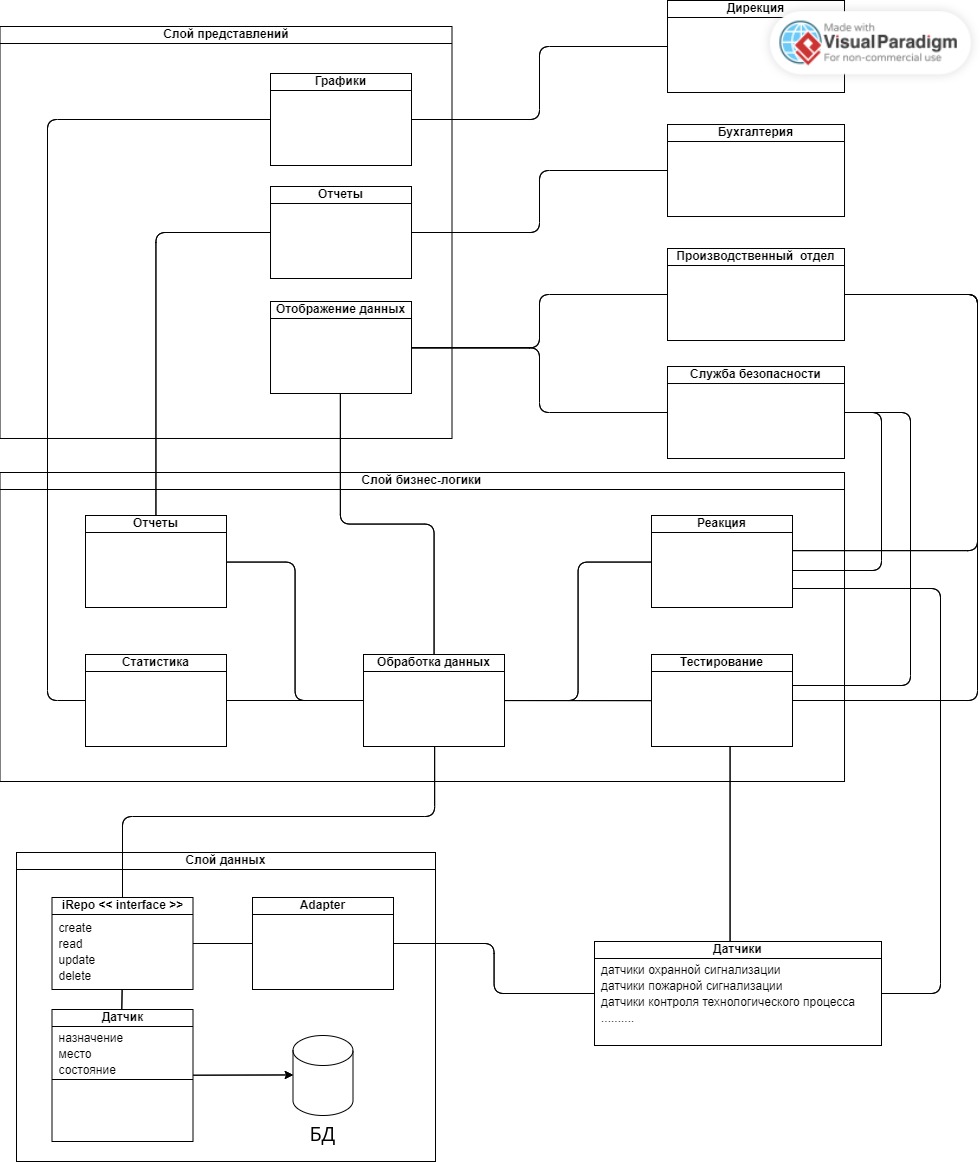 Дирекция
Made with
VisualParadigm
For non-commercial use
Слой представлений
Графики
Бухгалтерия
Отчеты
Производственный отдел
Отображение данных
Служба безопасности
Слой бизнес-логики
Отчеты
Реакция
Статистика
Обработка данных
Тестирование
Слой данных
iRepo << interface >>
create
read
update
delete
Adapter
Датчики
датчики охранной сигнализации
датчики пожарной сигнализации
датчики контроля технологического процесса
..........
Датчик
назначение
место
состояние
БД